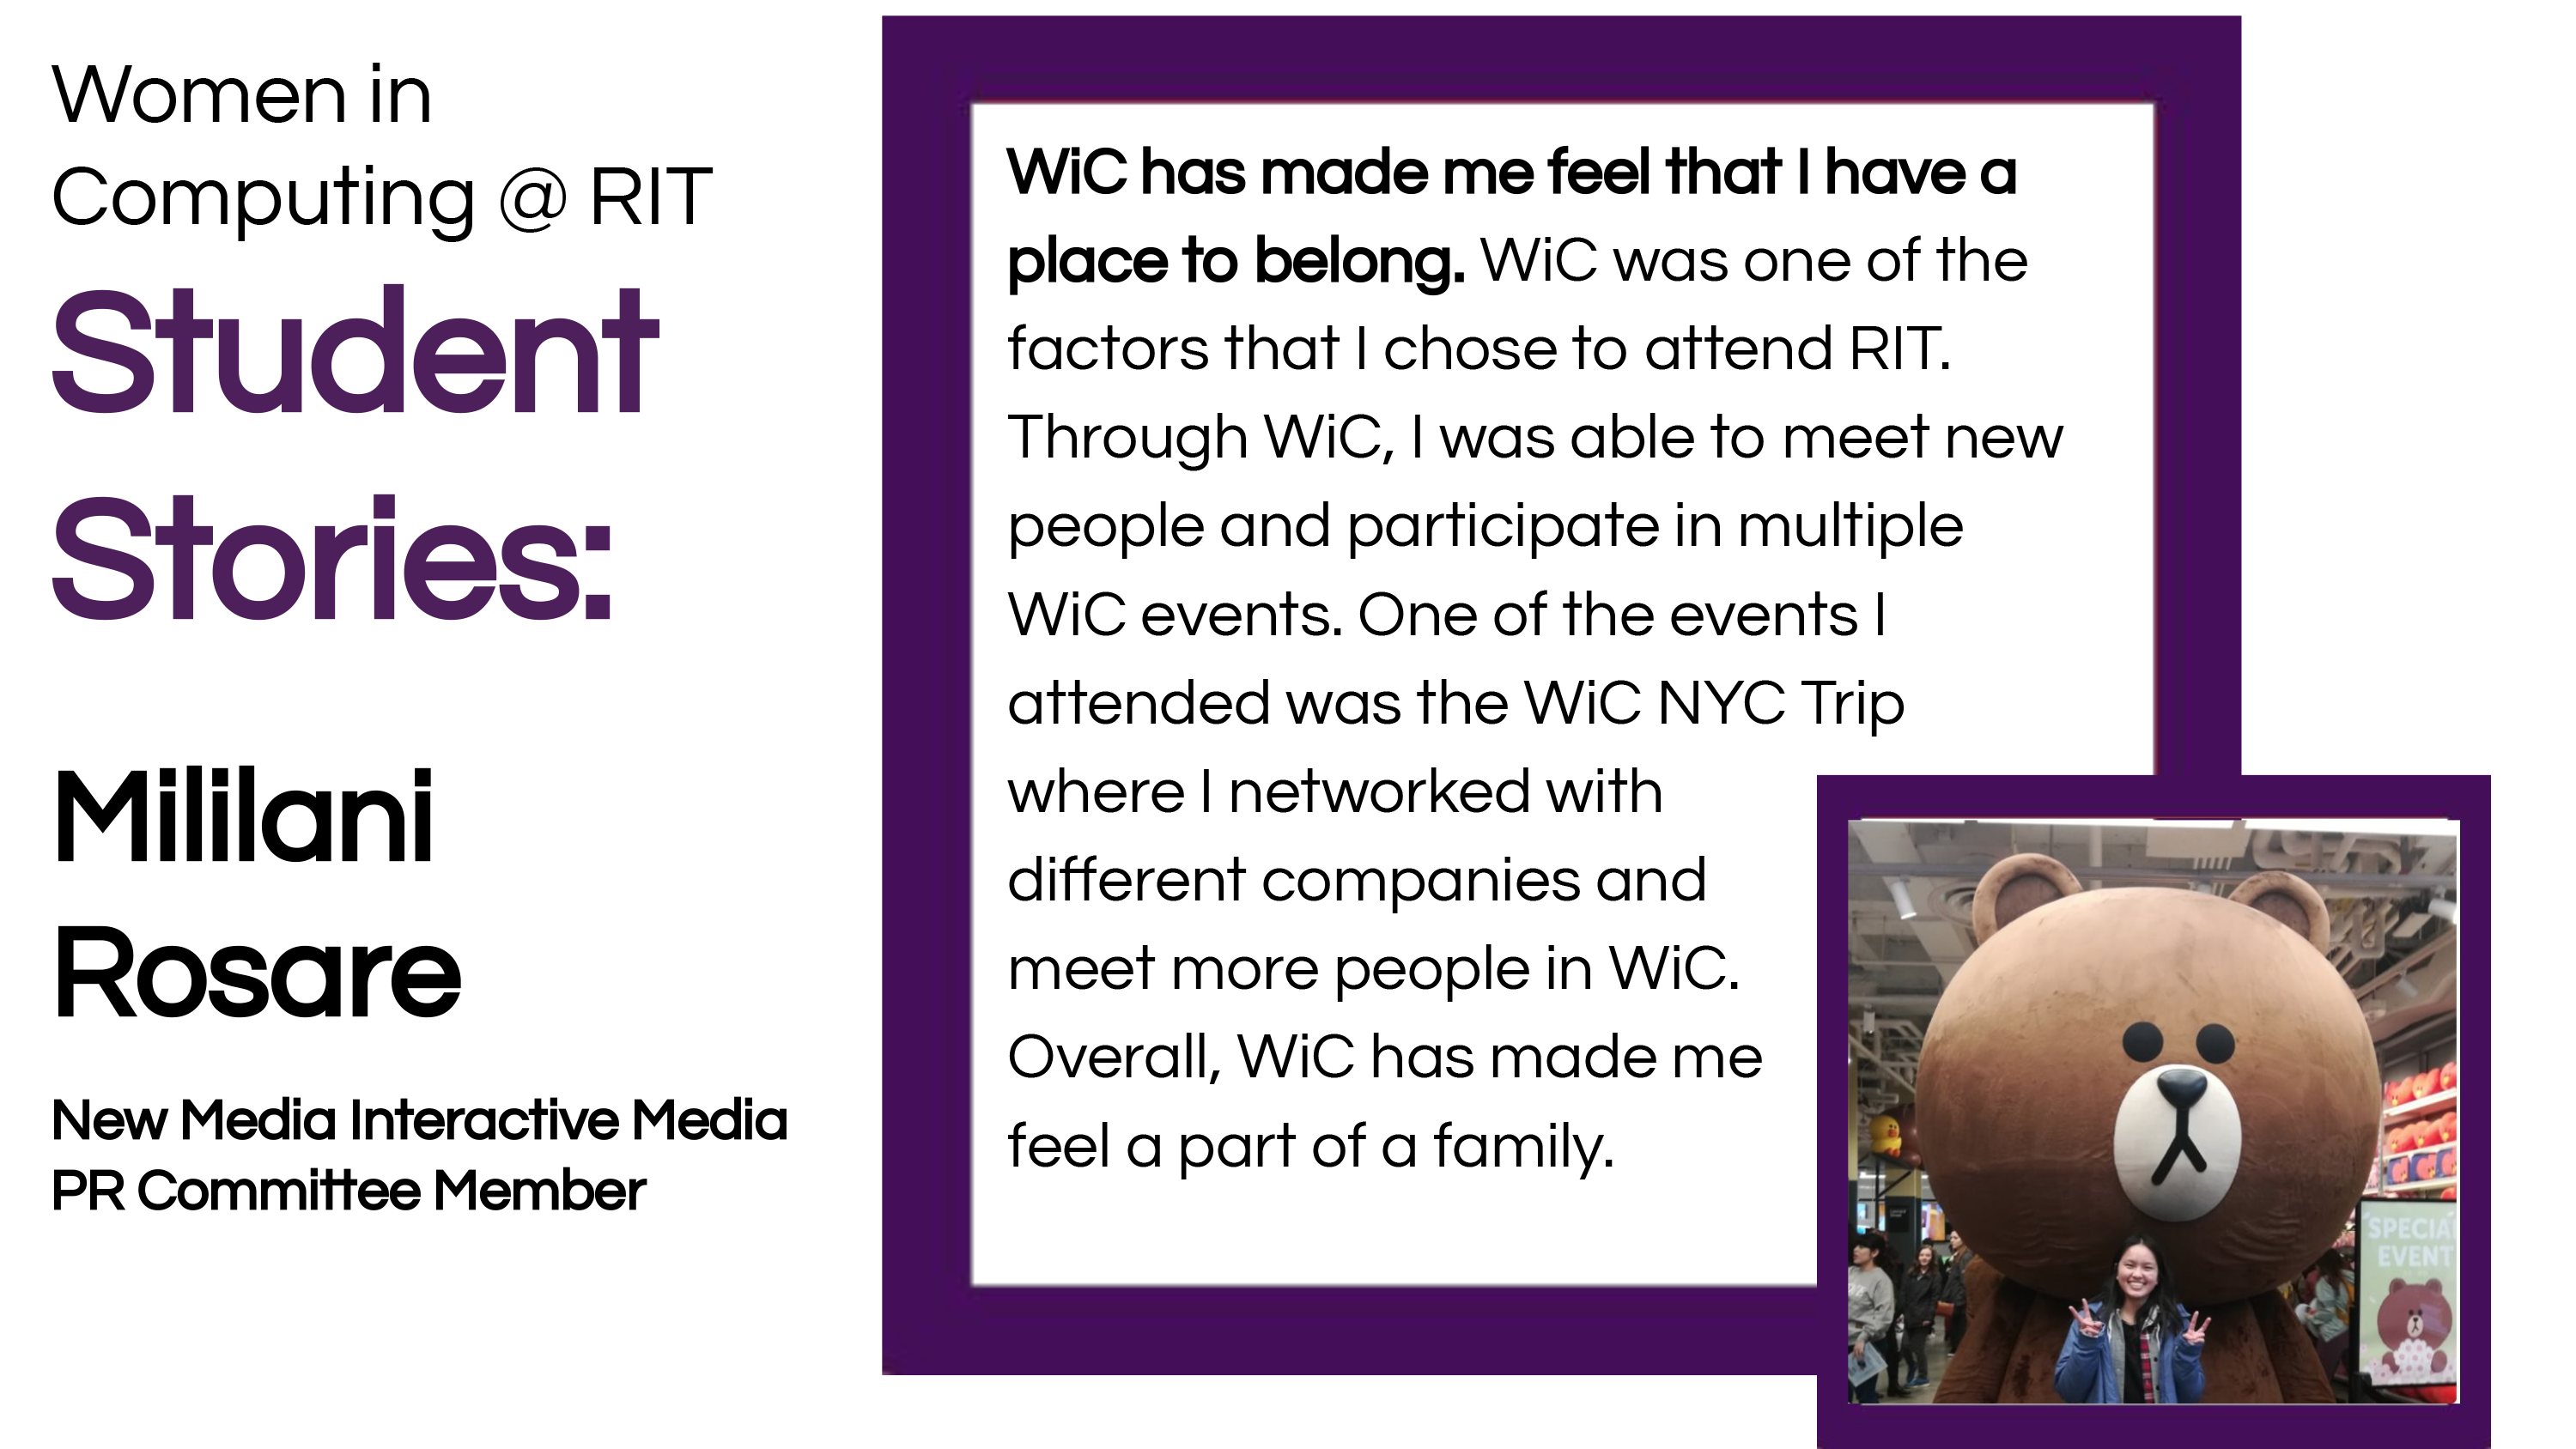 Women in
Computing @ RIT
Student
Stories:
Mililani
Rosare
New Media Interactive Media
PR Committee Member
WiC has made me feel that I have a
place to belong. WiC was one of the
factors that I chose to attend RIT.
Through WiC, I was able to meet new
people and participate in multiple
WiC events. One of the events I
attended was the WiC NYC Trip
where I networked with
different companies and
meet more people in WiC.
Overall, WiC has made me
feel a part of a family.
SPECIA
EVENT